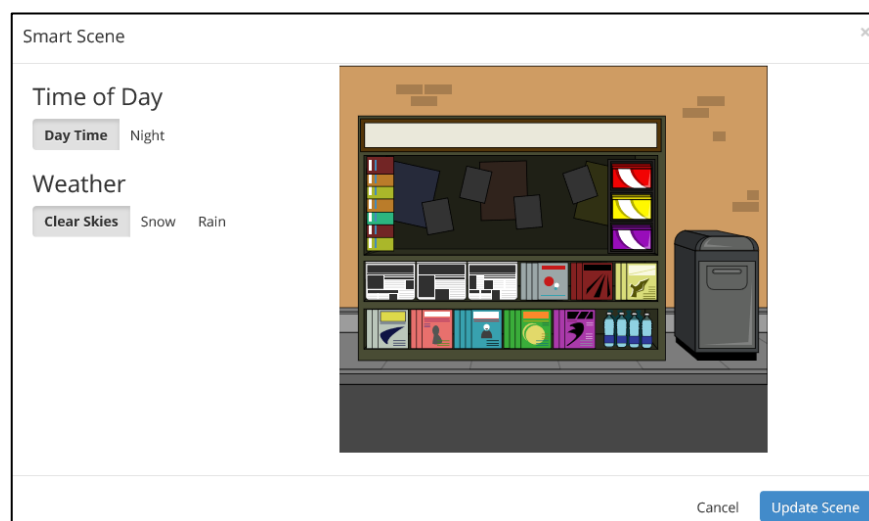 Smart Scene
×
Time of Day
Day Time Night
Weather
Clear Skies Snow Rain
Cancel Update Scene